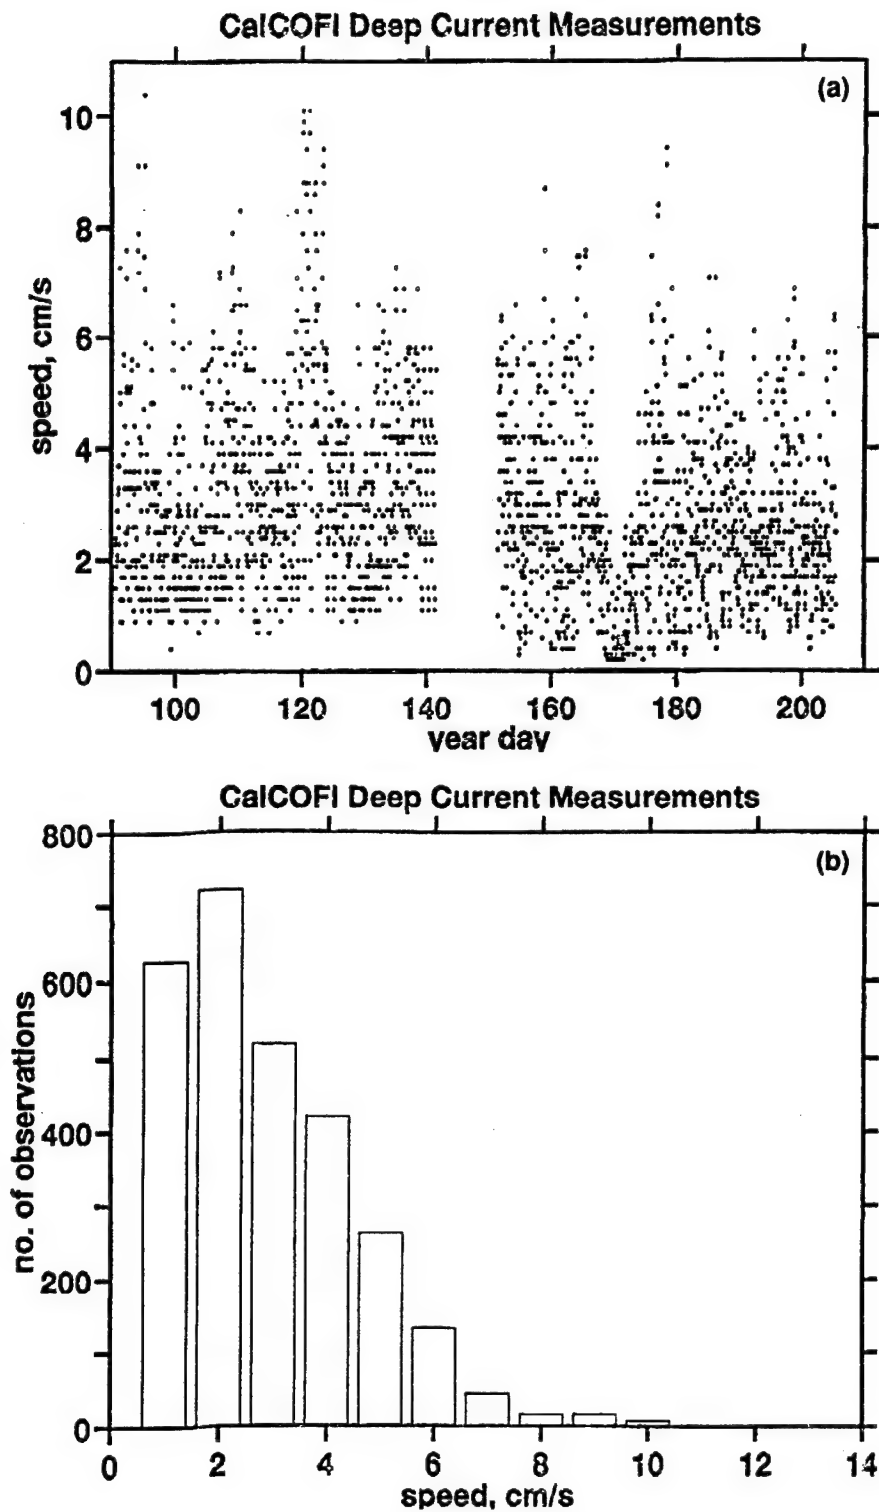 CalCOFI Deep Current Measurements
(a)
10
8
6
4
2
0
speed, cm/s
100 120 140 160 180 200
year day
CalCOFI Deep Current Measurements
(b)
800
600
400
200
0
no. of observations
0 2 4 6 8 10 12 14
speed, cm/s